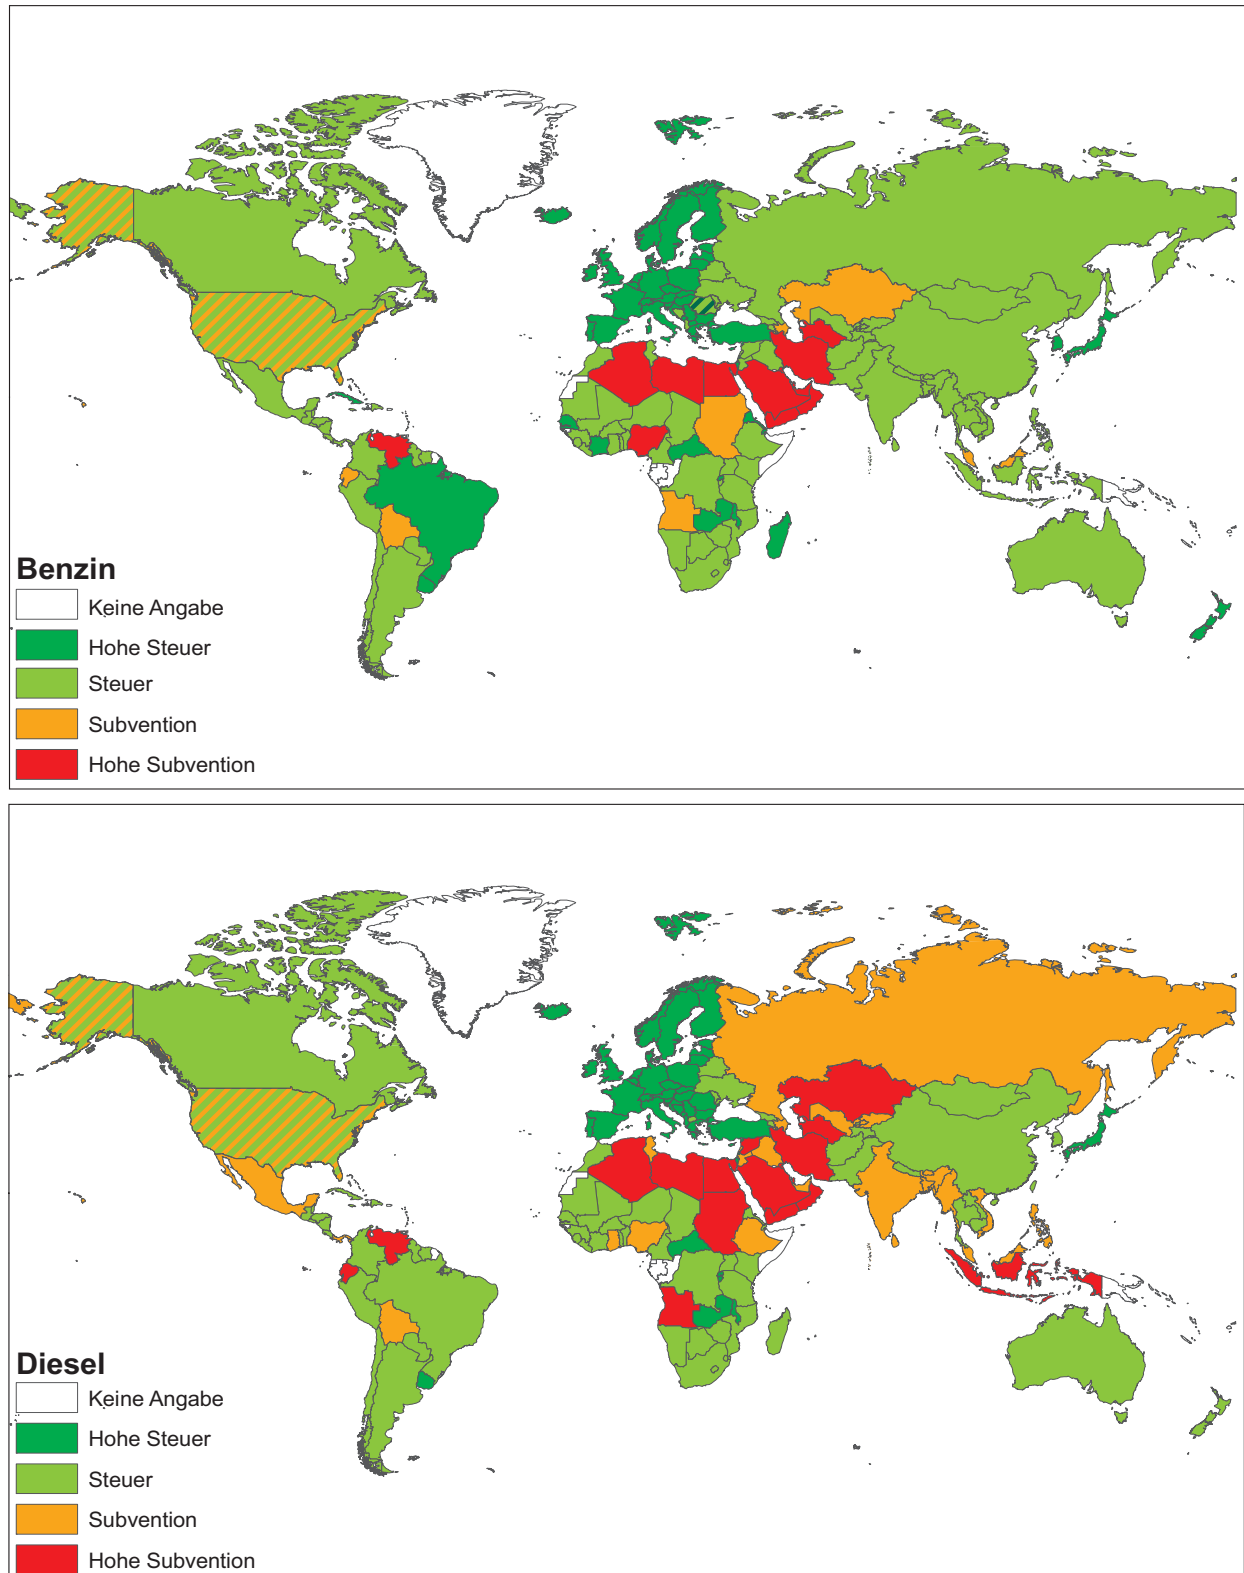 Benzin
Keine Angabe
Hohe Steuer
Steuer
Subvention
Hohe Subvention
Diesel
Keine Angabe
Hohe Steuer
Steuer
Subvention
Hohe Subvention